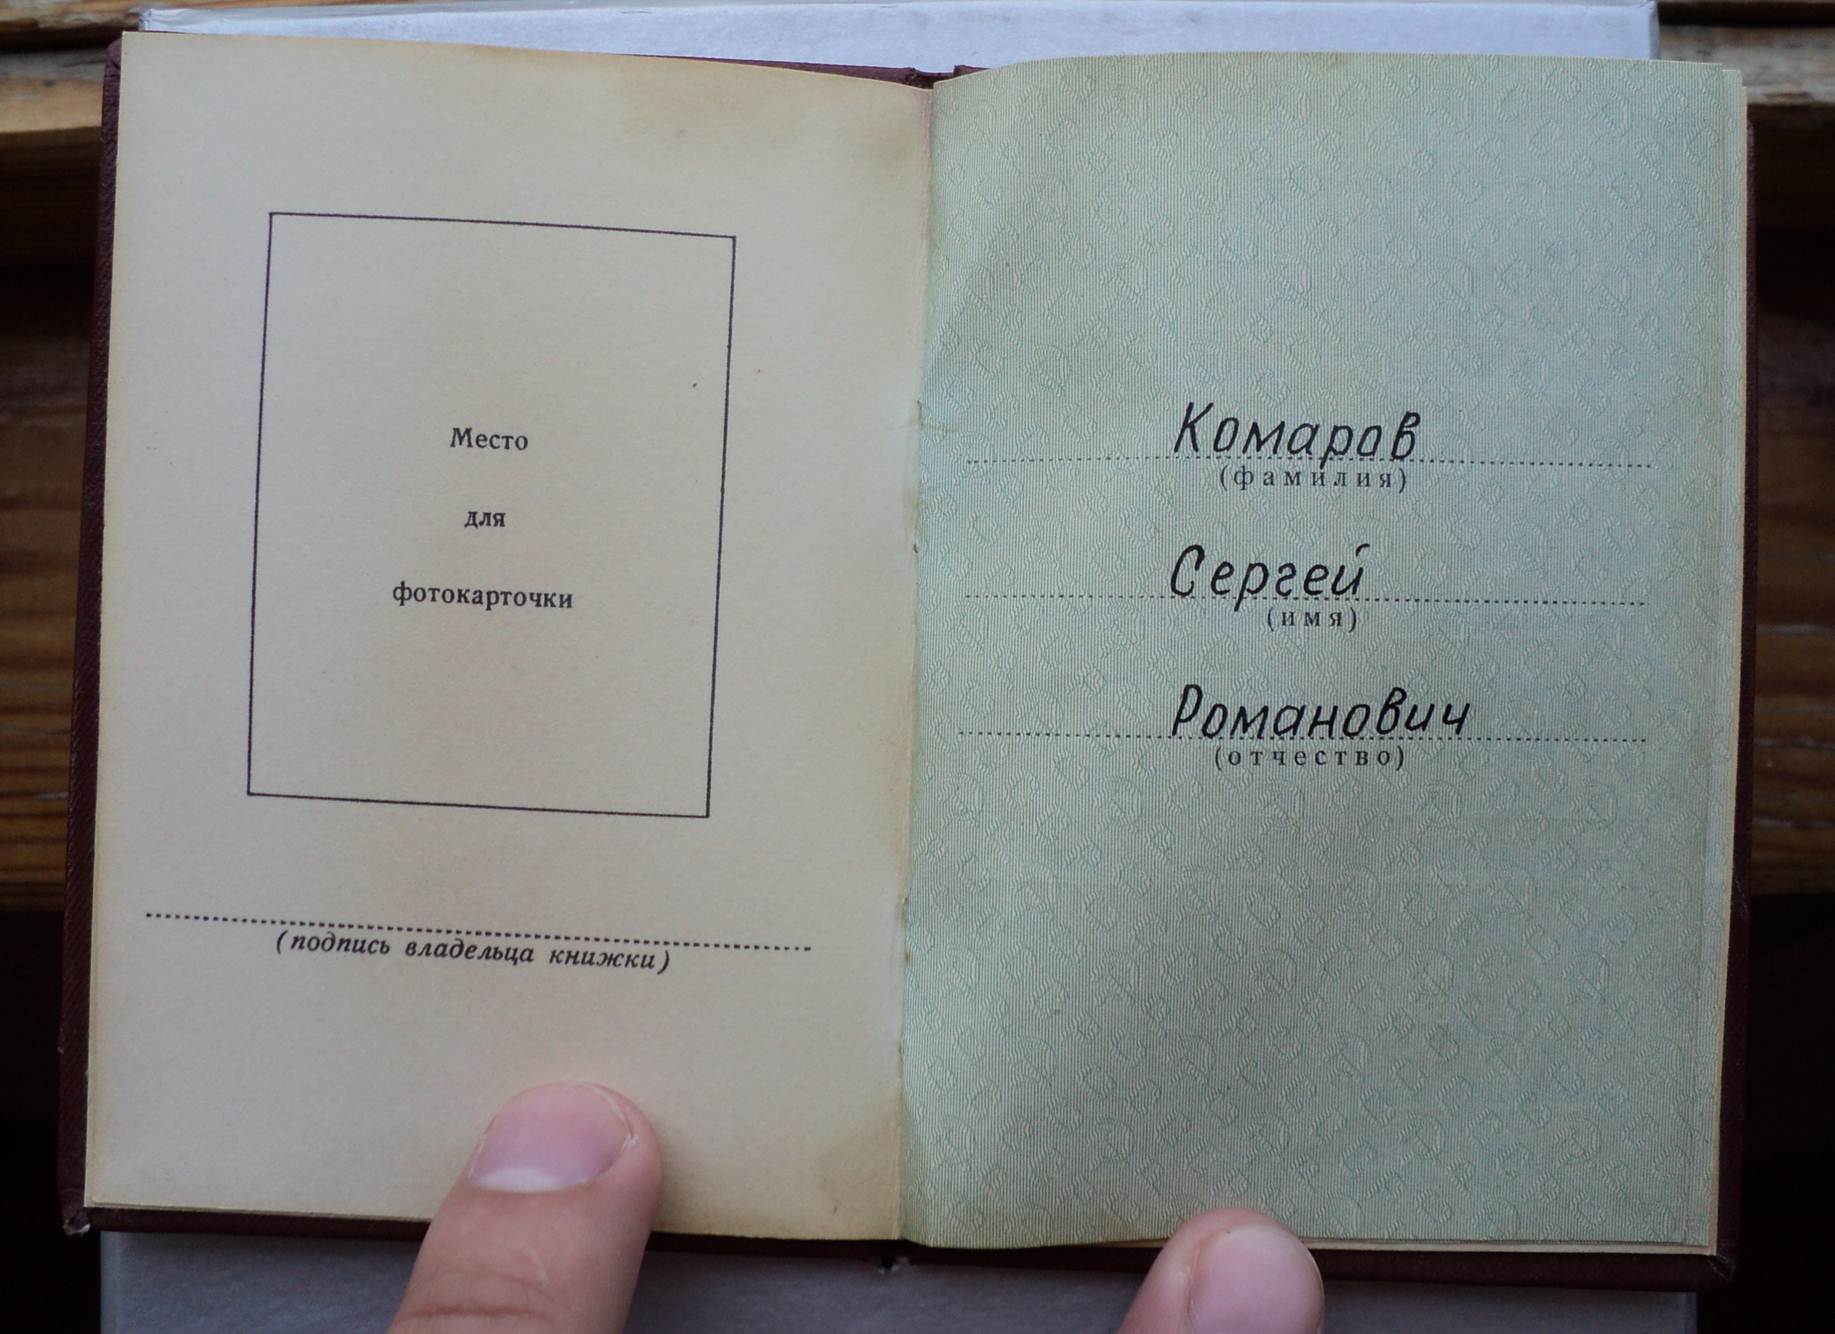 Место
для
фотокарточки
(подпись владельца книжки)
Комаров
(фамилия)
Сергей
(имя)
Романович
(отчество)